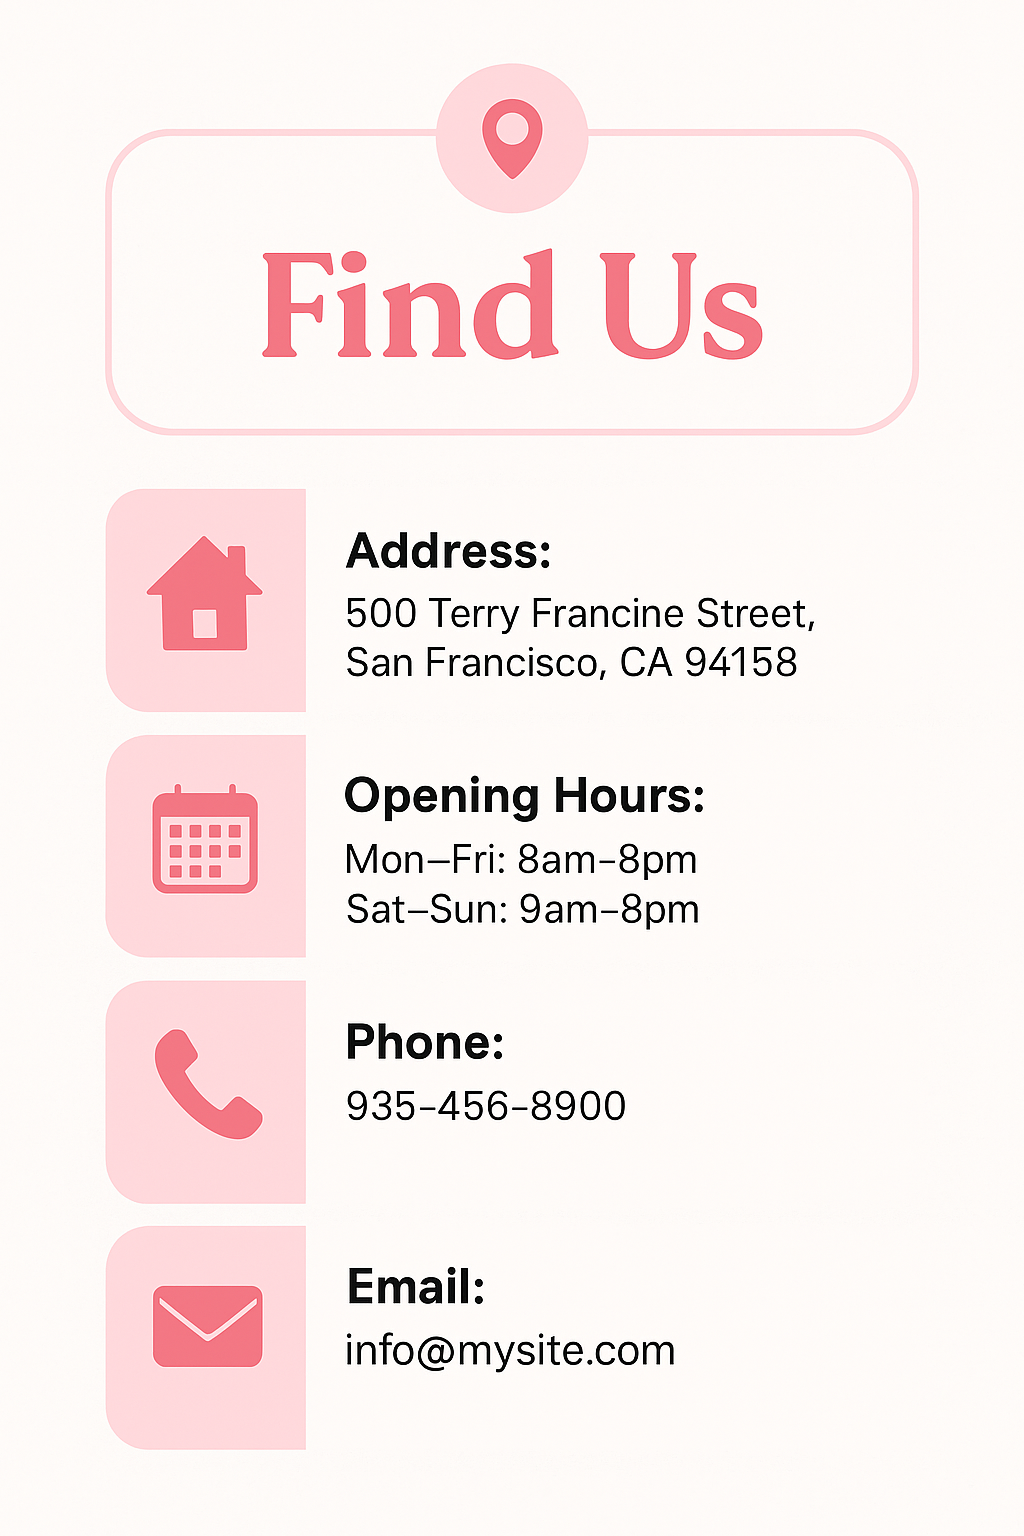 Find Us
Address:
500 Terry Francine Street,
San Francisco, CA 94158
Opening Hours:
Mon–Fri: 8am–8pm
Sat–Sun: 9am–8pm
Phone:
935-456-8900
Email:
info@mysite.com